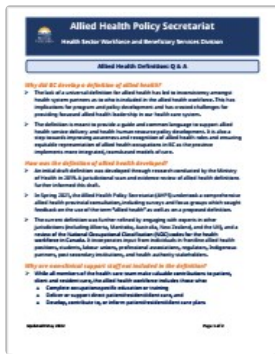 Allied Health Policy Secretariat
Health Sector Workforce and Beneficiary Services Division
Allied Health Definition: Q & A
Why did BC develop a definition of allied health?
The lack of a universal definition for allied health has led to inconsistency amongst
health system partners as to who is included in the allied health workforce. This has
implications for program and policy development and has created challenges for
providing focused allied health leadership in our health care system.
The definition is meant to provide a guide and common language to support allied
health service delivery and health human resource policy development. It is also a
step towards improving awareness and recognition of allied health roles and ensuring
equitable representation of allied health occupations in BC as the province
implements more integrated, team-based models of care.
How was the definition of allied health developed?
An initial draft definition was developed through research conducted by the Ministry
of Health in 2019. A jurisdictional scan and evidence review of allied health definitions
further informed this draft.
In Spring 2021, the Allied Health Policy Secretariat (AHPS) undertook a comprehensive
allied health provincial consultation, including surveys and focus groups which sought
feedback on the use of the term "allied health" as well as on a proposed definition.
The current definition was further refined by engaging with experts in other
jurisdictions (including Alberta, Manitoba, Australia, New Zealand, and the UK), and a
review of the National Occupational Classification (NOC) codes for the health
workforce in Canada. It incorporates input from individuals in frontline allied health
positions, students, labour unions, professional associations, regulators, Indigenous
partners, post secondary institutions, and health authority stakeholders.
Why are non-clinical support staff not included in the definition?
While all members of the health care team make valuable contributions to patient,
client and resident care, the allied health workforce includes those who:
Complete occupation-specific education or training
Deliver or support direct patient/resident/client care, and
Develop, contribute to, or inform patient/resident/client care plans
Page 1 of 2